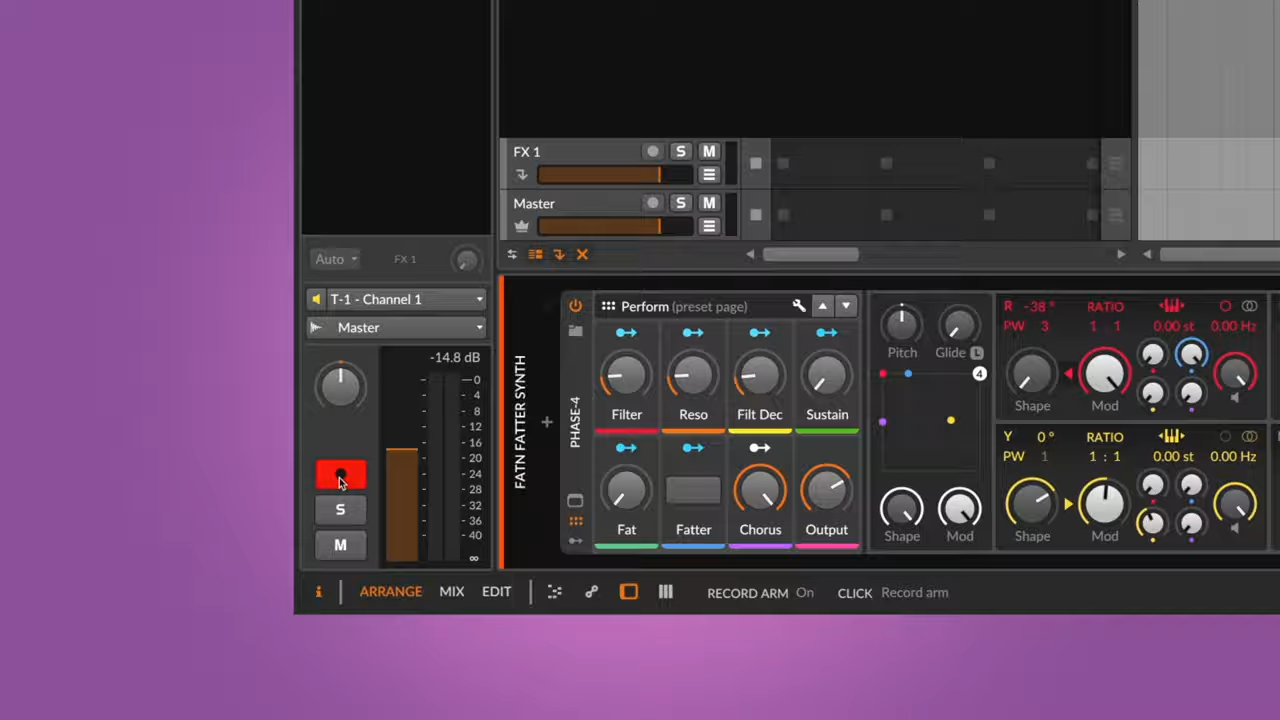 FX 1
S
M
Master
S
M
Auto
FX 1
T-1 - Channel 1
Master
-14.8 dB
0
4
8
12
16
20
24
28
32
36
40
∞
S
M
FATN FATTER SYNTH
+
PHASE-4
Perform (preset page)
Filter
Reso
Filt Dec
Sustain
Fat
Fatter
Chorus
Output
Pitch
Glide L
4
Shape
Mod
R -38° RATIO
PW 3 1 1 0.00 st 0.00 Hz
Shape
Mod
Y 0° RATIO
PW 1 1 : 1 0.00 st 0.00 Hz
Shape
Mod
i ARRANGE MIX EDIT RECORD ARM On CLICK Record arm